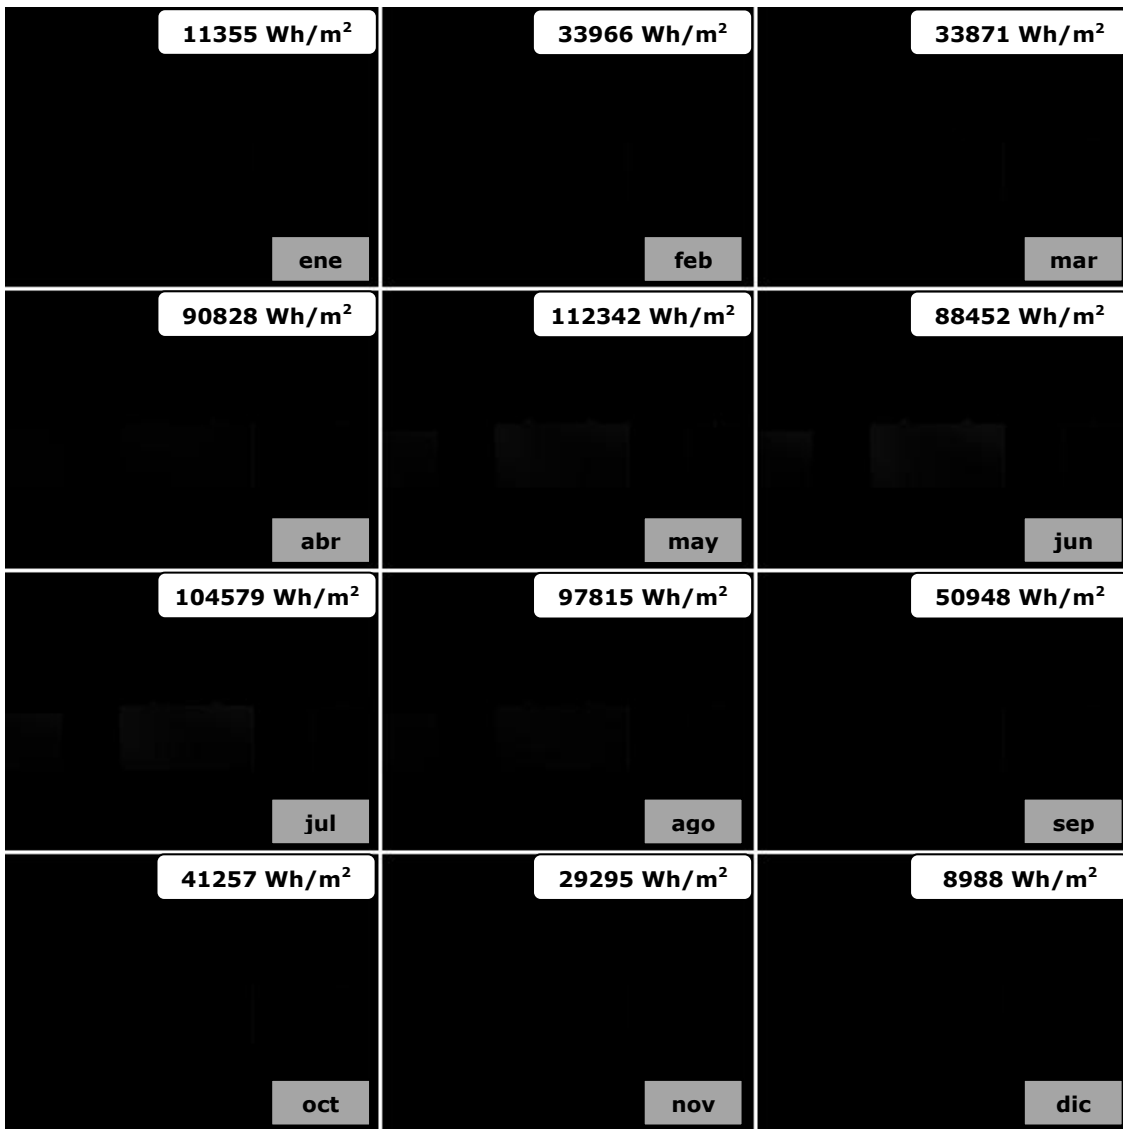 11355 Wh/m² 33966 Wh/m² 33871 Wh/m²
ene feb mar
90828 Wh/m² 112342 Wh/m² 88452 Wh/m²
abr may jun
104579 Wh/m² 97815 Wh/m² 50948 Wh/m²
jul ago sep
41257 Wh/m² 29295 Wh/m² 8988 Wh/m²
oct nov dic